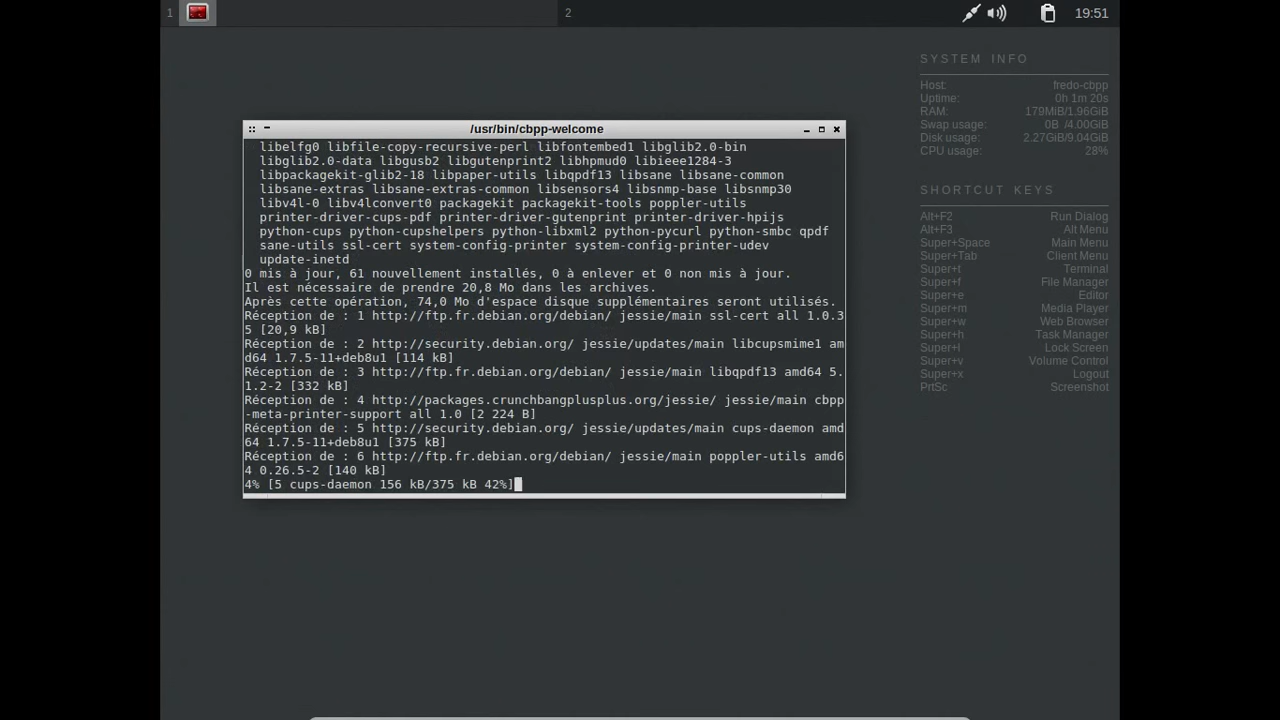 1
2
19:51
/usr/bin/cbpp-welcome
libelfg0 libfile-copy-recursive-perl libfontembed1 libglib2.0-bin
libglib2.0-data libgusb2 libgutenprint2 libhpmud0 libieee1284-3
libpackagekit-glib2-18 libpaper-utils libqpdf13 libsane libsane-common
libsane-extras libsane-extras-common libsensors4 libsnmp-base libsnmp30
libv4l-0 libv4lconvert0 packagekit packagekit-tools poppler-utils
printer-driver-cups-pdf printer-driver-gutenprint printer-driver-hpijs
python-cups python-cupshelpers python-libxml2 python-pycurl python-smbc qpdf
sane-utils ssl-cert system-config-printer system-config-printer-udev
update-inetd
0 mis à jour, 61 nouvellement installés, 0 à enlever et 0 non mis à jour.
Il est nécessaire de prendre 20,8 Mo dans les archives.
Après cette opération, 74,0 Mo d'espace disque supplémentaires seront utilisés.
Réception de : 1 http://ftp.fr.debian.org/debian/ jessie/main ssl-cert all 1.0.3
5 [20,9 kB]
Réception de : 2 http://security.debian.org/ jessie/updates/main libcupsmime1 am
d64 1.7.5-11+deb8u1 [114 kB]
Réception de : 3 http://ftp.fr.debian.org/debian/ jessie/main libqpdf13 amd64 5.
1.2-2 [332 kB]
Réception de : 4 http://packages.crunchbangplusplus.org/jessie/ jessie/main cbpp
-meta-printer-support all 1.0 [2 224 B]
Réception de : 5 http://security.debian.org/ jessie/updates/main cups-daemon amd
64 1.7.5-11+deb8u1 [375 kB]
Réception de : 6 http://ftp.fr.debian.org/debian/ jessie/main poppler-utils amd6
4 0.26.5-2 [140 kB]
4% [5 cups-daemon 156 kB/375 kB 42%]
SYSTEM INFO
Host: fredo-cbpp
Uptime: 0h 1m 20s
RAM: 179MiB/1.96GiB
Swap usage: 0B /4.00GiB
Disk usage: 2.27GiB/9.04GiB
CPU usage: 28%
SHORTCUT KEYS
Alt+F2 Run Dialog
Alt+F3 Alt Menu
Super+Space Main Menu
Super+Tab Client Menu
Super+t Terminal
Super+f File Manager
Super+e Editor
Super+m Media Player
Super+w Web Browser
Super+h Task Manager
Super+l Lock Screen
Super+v Volume Control
Super+x Logout
PrtSc Screenshot